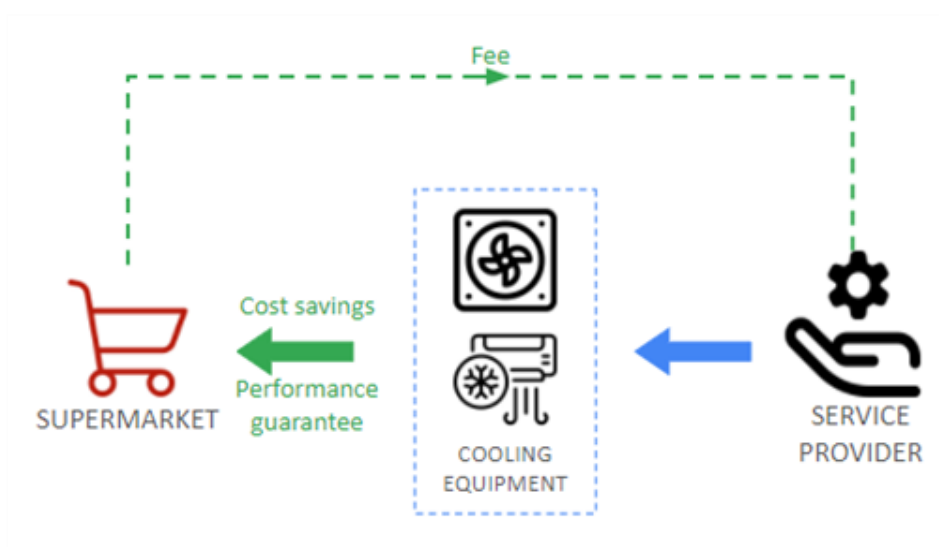 Fee
Cost savings
Performance
guarantee
SUPERMARKET
COOLING
EQUIPMENT
SERVICE
PROVIDER